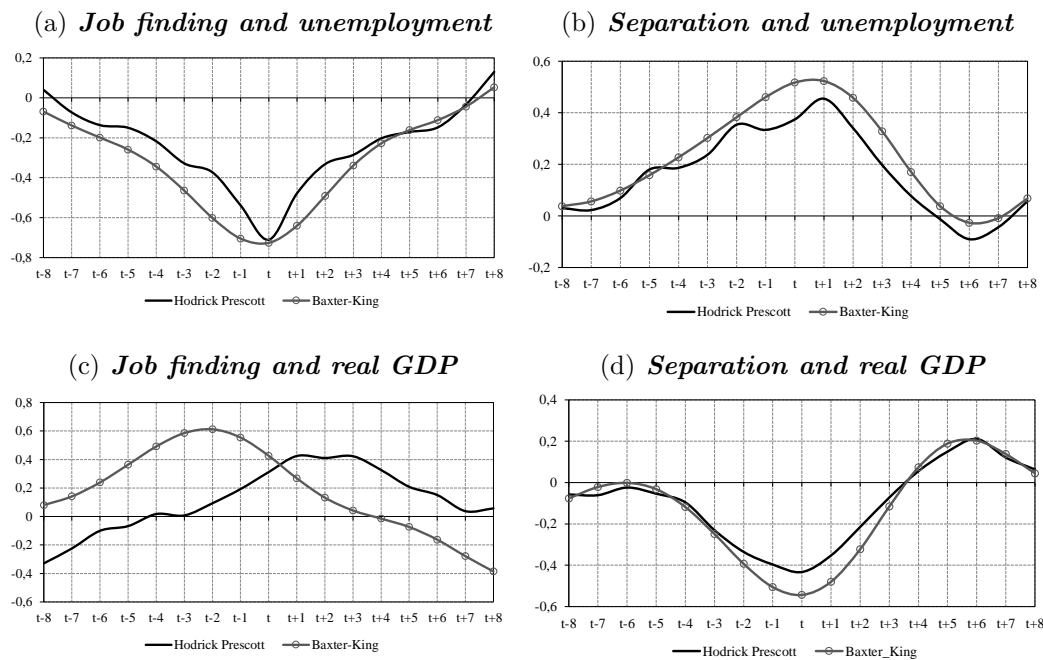 (a) Job finding and unemployment
0,2
0
-0,2
-0,4
-0,6
-0,8
t-8 t-7 t-6 t-5 t-4 t-3 t-2 t-1 t t+1 t+2 t+3 t+4 t+5 t+6 t+7 t+8
Hodrick Prescott Baxter-King
(b) Separation and unemployment
0,6
0,4
0,2
0
-0,2
t-8 t-7 t-6 t-5 t-4 t-3 t-2 t-1 t t+1 t+2 t+3 t+4 t+5 t+6 t+7 t+8
Hodrick Prescott Baxter-King
(c) Job finding and real GDP
0,8
0,6
0,4
0,2
0
-0,2
-0,4
-0,6
t-8 t-7 t-6 t-5 t-4 t-3 t-2 t-1 t t+1 t+2 t+3 t+4 t+5 t+6 t+7 t+8
Hodrick Prescott Baxter-King
(d) Separation and real GDP
0,4
0,2
0
-0,2
-0,4
-0,6
t-8 t-7 t-6 t-5 t-4 t-3 t-2 t-1 t t+1 t+2 t+3 t+4 t+5 t+6 t+7 t+8
Hodrick Prescott Baxter_King